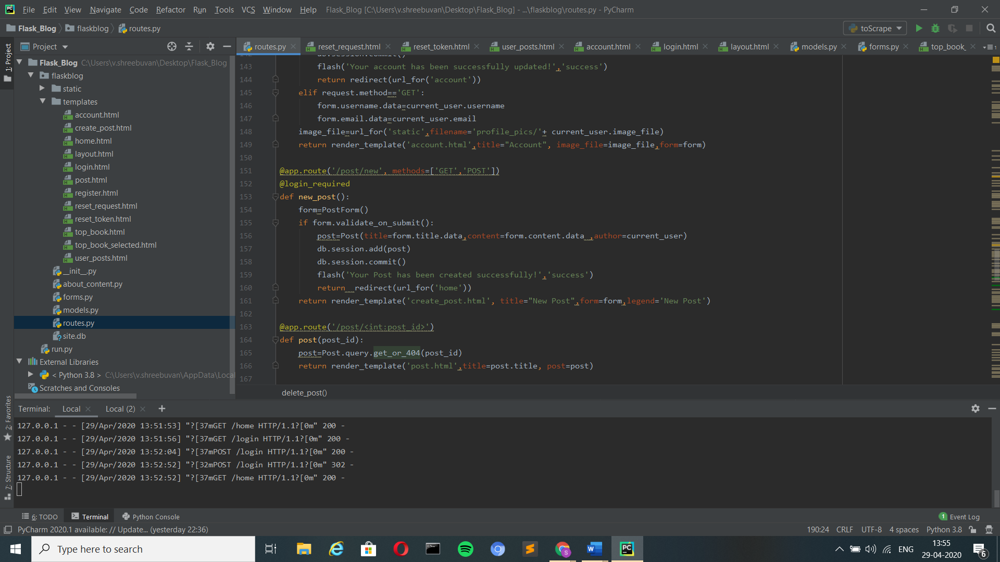 File Edit View Navigate Code Refactor Run Tools VCS Window Help Flask_Blog [C:\Users\v.shreebuvan\Desktop\Flask_Blog] - ...\flaskblog\routes.py - PyCharm
Flask_Blog flaskblog routes.py toScrape
Project routes.py reset_request.html reset_token.html user_posts.html account.html login.html layout.html models.py forms.py top_book_
1: Project
Flask_Blog C:\Users\v.shreebuvan\Desktop\Flask_Blog
flaskblog
static
templates
account.html
create_post.html
home.html
layout.html
login.html
post.html
register.html
reset_request.html
reset_token.html
top_book.html
top_book_selected.html
user_posts.html
__init__.py
about_content.py
forms.py
models.py
routes.py
site.db
run.py
External Libraries
< Python 3.8 > C:\Users\v.shreebuvan\AppData\Local
Scratches and Consoles
142 db.session.commit()
143 flash('Your account has been successfully updated!','success')
144 return redirect(url_for('account'))
145 elif request.method=='GET':
146 form.username.data=current_user.username
147 form.email.data=current_user.email
148 image_file=url_for('static',filename='profile_pics/'+ current_user.image_file)
149 return render_template('account.html',title="Account", image_file=image_file,form=form)
150
151 @app.route('/post/new', methods=['GET','POST'])
152 @login_required
153 def new_post():
154 form=PostForm()
155 if form.validate_on_submit():
156 post=Post(title=form.title.data,content=form.content.data ,author=current_user)
157 db.session.add(post)
158 db.session.commit()
159 flash('Your Post has been created successfully!','success')
160 return  redirect(url_for('home'))
161 return render_template('create_post.html', title="New Post",form=form,legend='New Post')
162
163 @app.route('/post/<int:post_id>')
164 def post(post_id):
165 post=Post.query.get_or_404(post_id)
166 return render_template('post.html',title=post.title, post=post)
167
delete_post()
2: Favorites
7: Structure
Terminal: Local Local (2) +
127.0.0.1 - - [29/Apr/2020 13:51:53] "?[37mGET /home HTTP/1.1?[0m" 200 -
127.0.0.1 - - [29/Apr/2020 13:51:56] "?[37mGET /login HTTP/1.1?[0m" 200 -
127.0.0.1 - - [29/Apr/2020 13:52:04] "?[37mPOST /login HTTP/1.1?[0m" 200 -
127.0.0.1 - - [29/Apr/2020 13:52:52] "?[32mPOST /login HTTP/1.1?[0m" 302 -
127.0.0.1 - - [29/Apr/2020 13:52:52] "?[37mGET /home HTTP/1.1?[0m" 200 -
6: TODO Terminal Python Console 1 Event Log
PyCharm 2020.1 available: // Update... (yesterday 22:36) 190:24 CRLF UTF-8 4 spaces Python 3.8
Type here to search ENG 13:55
29-04-2020 6